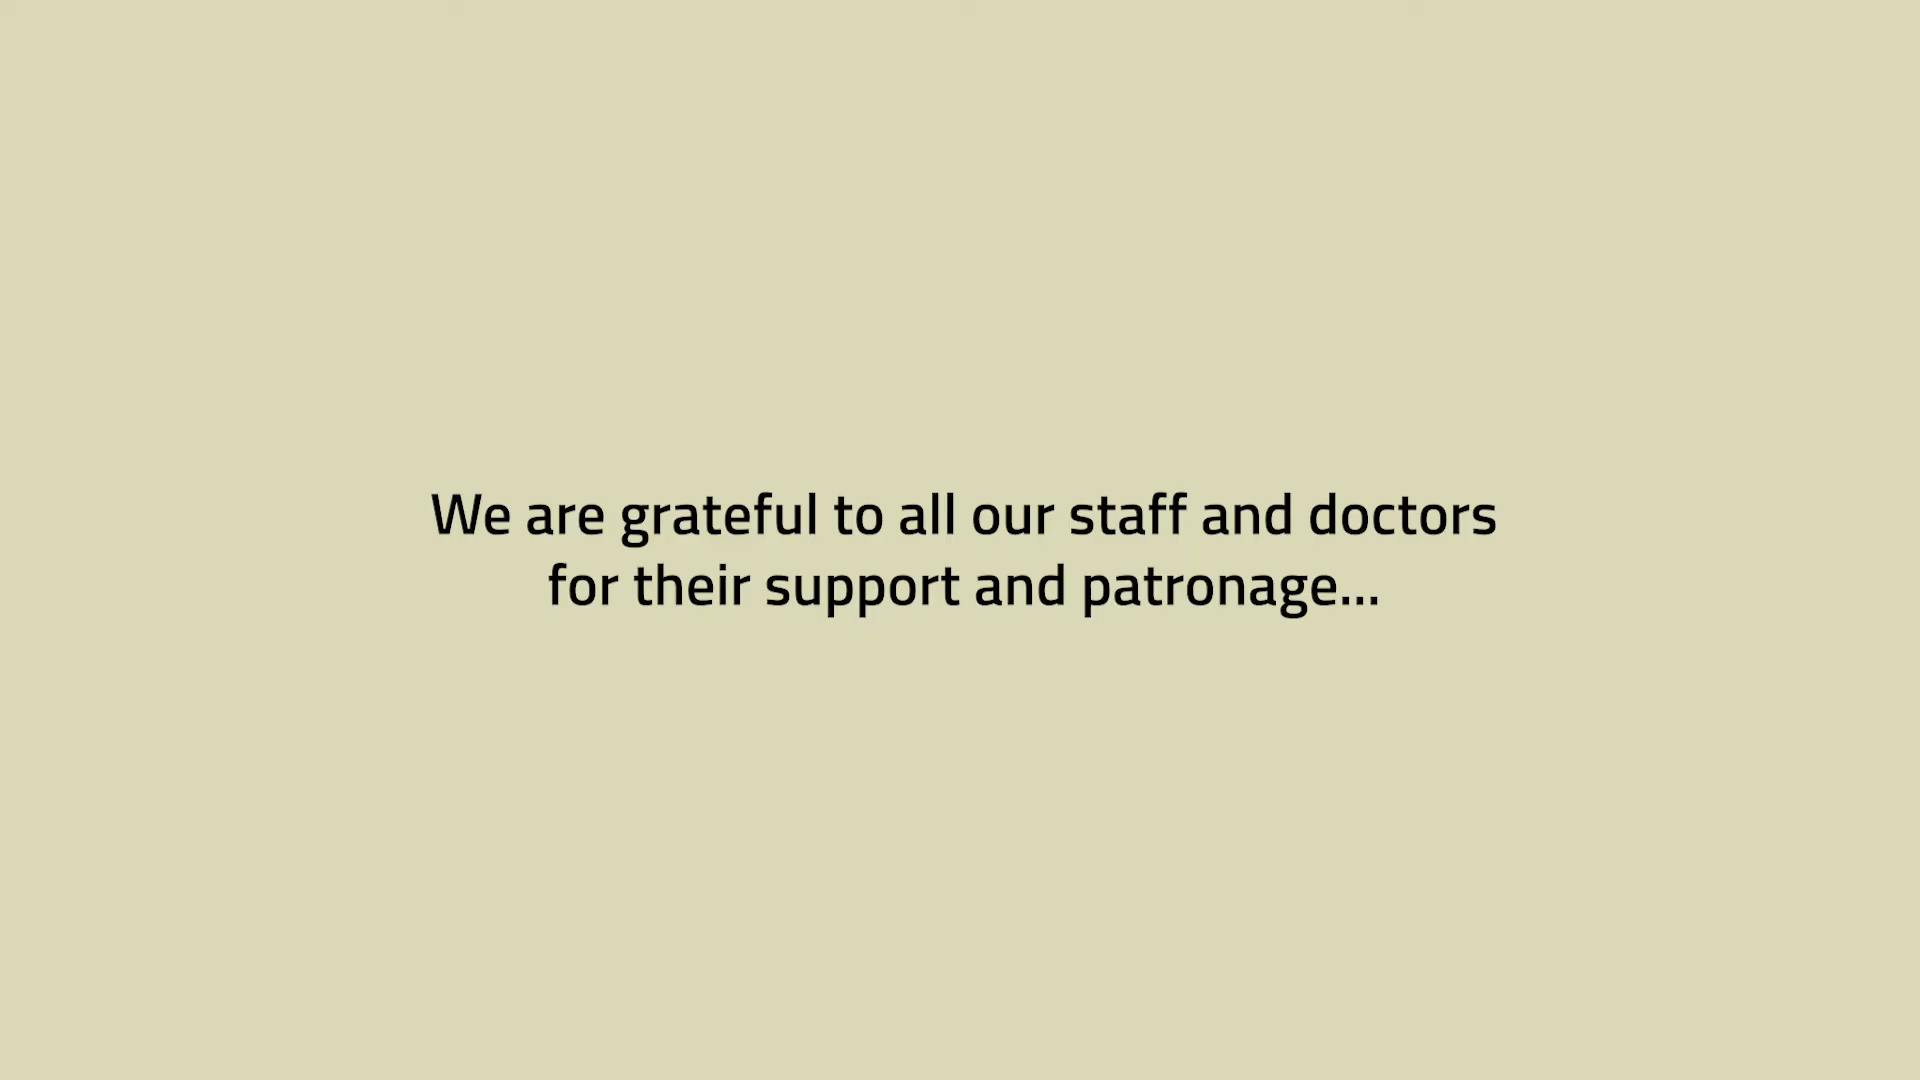 We are grateful to all our staff and doctors
for their support and patronage...